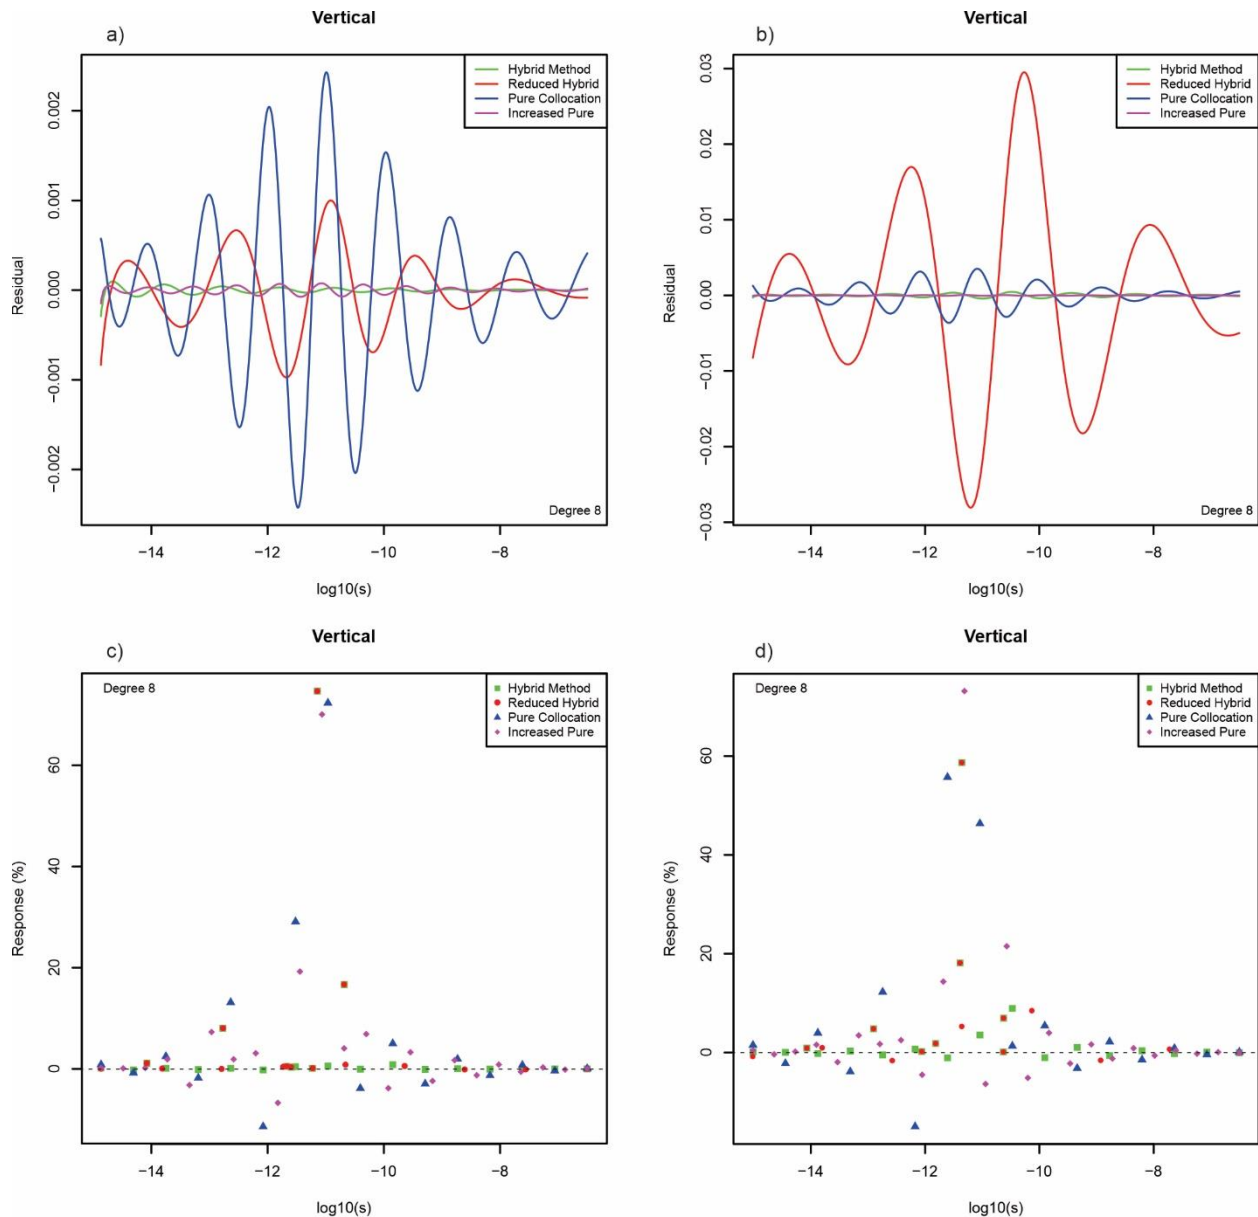 Vertical
a)
Hybrid Method
Reduced Hybrid
Pure Collocation
Increased Pure
0.002
0.001
0.000
−0.001
−0.002
Residual
Degree 8
−14 −12 −10 −8
log10(s)
Vertical
b)
Hybrid Method
Reduced Hybrid
Pure Collocation
Increased Pure
0.03
0.02
0.01
0.00
−0.01
−0.02
−0.03
Residual
Degree 8
−14 −12 −10 −8
log10(s)
Vertical
c)
Degree 8
Hybrid Method
Reduced Hybrid
Pure Collocation
Increased Pure
60
40
20
0
Response (%)
−14 −12 −10 −8
log10(s)
Vertical
d)
Degree 8
Hybrid Method
Reduced Hybrid
Pure Collocation
Increased Pure
60
40
20
0
Response (%)
−14 −12 −10 −8
log10(s)